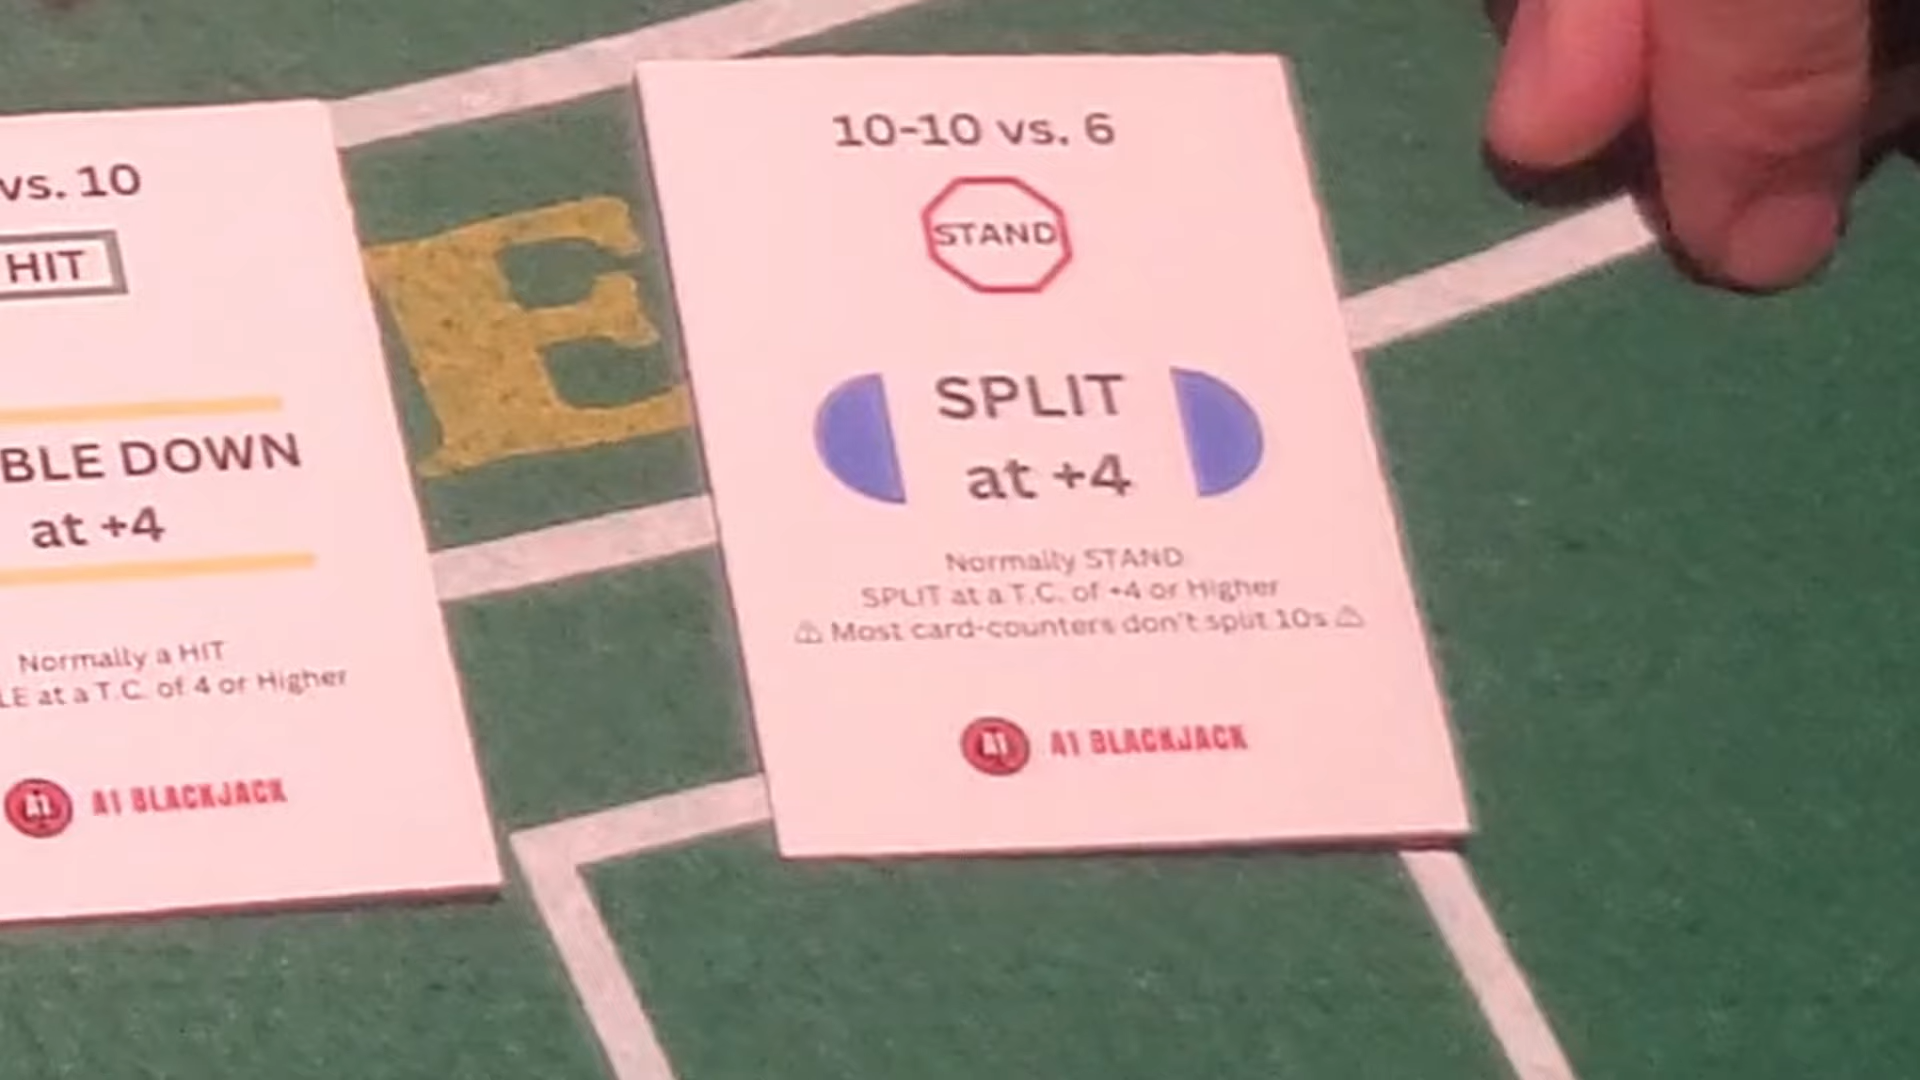 vs. 10
HIT
BLE DOWN
at +4
Normally a HIT
LE at a T.C. of 4 or Higher
A1
A1 BLACKJACK
E
10-10 vs. 6
STAND
SPLIT
at +4
Normally STAND
SPLIT at a T.C. of +4 or Higher
⚠ Most card-counters don't split 10s ⚠
A1
A1 BLACKJACK